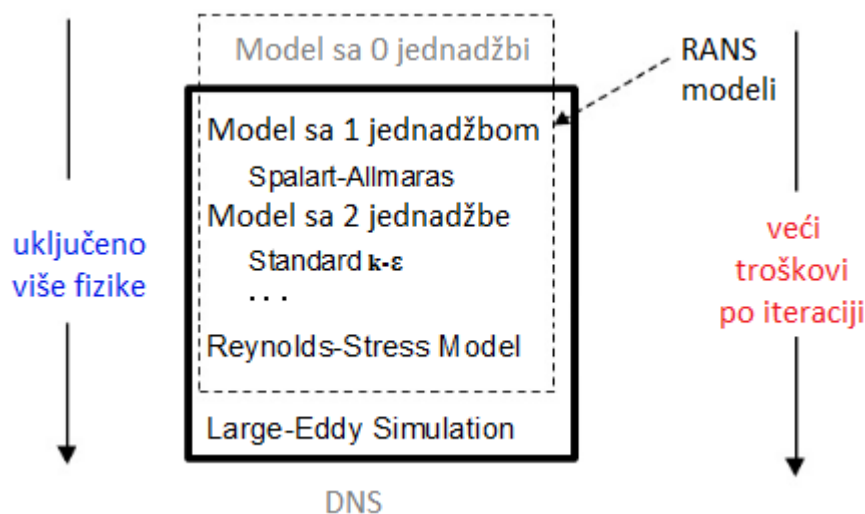 Model sa 0 jednadžbi
RANS
modeli
Model sa 1 jednadžbom
Spalart-Allmaras
Model sa 2 jednadžbe
Standard k-ε
. . .
Reynolds-Stress Model
Large-Eddy Simulation
DNS
uključeno
više fizike
veći
troškovi
po iteraciji